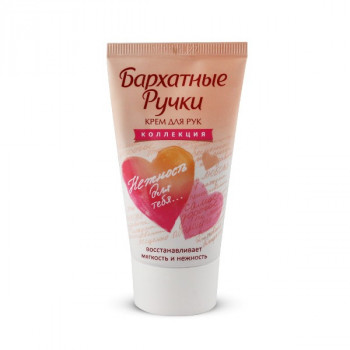 Бархатные
Ручки
КРЕМ ДЛЯ РУК
КОЛЛЕКЦИЯ
Нежность
для
тебя...
восстанавливает
мягкость и нежность